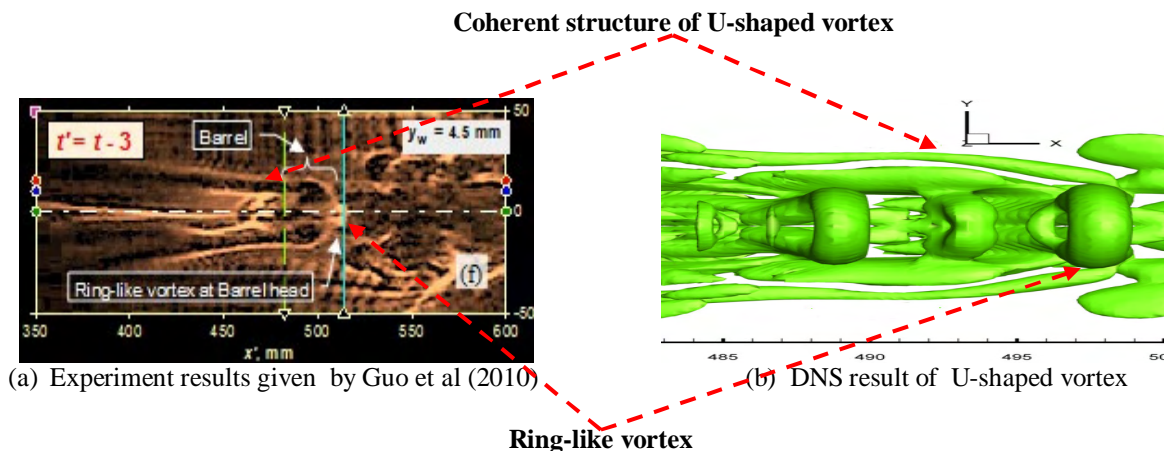 Coherent structure of U-shaped vortex
t' = t - 3
Barrel
y_w = 4.5 mm
50
0
-50
Ring-like vortex at Barrel head
(f)
350 400 450 500 550 600
x', mm
Y
Z
X
485 490 495 50
(a) Experiment results given by Guo et al (2010)
(b) DNS result of U-shaped vortex
Ring-like vortex